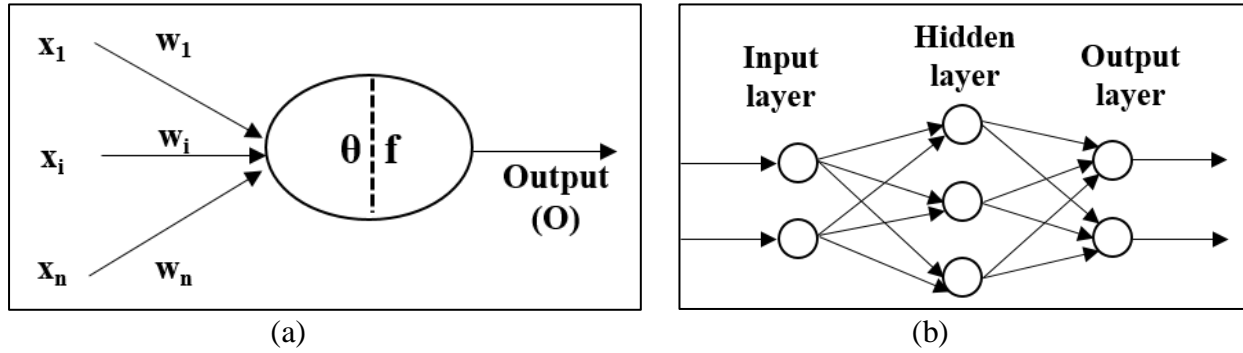 x1
w1
xi
wi
xn
wn
θ f
Output
(O)
(a)
Input
layer
Hidden
layer
Output
layer
(b)